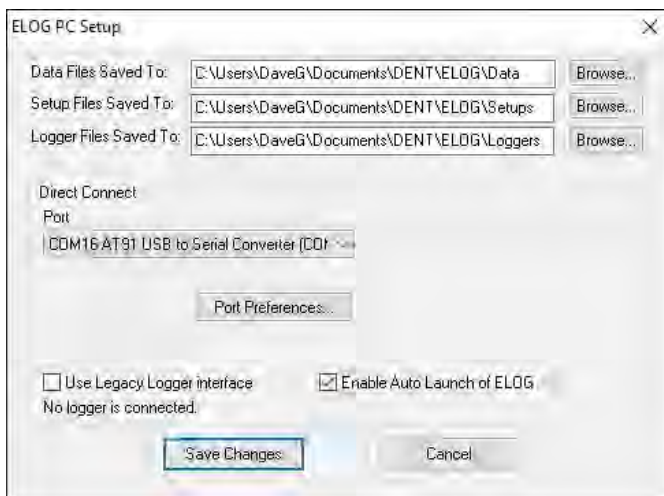 ELOG PC Setup
Data Files Saved To: C:\Users\DaveG\Documents\DENT\ELOG\Data Browse...
Setup Files Saved To: C:\Users\DaveG\Documents\DENT\ELOG\Setups Browse...
Logger Files Saved To: C:\Users\DaveG\Documents\DENT\ELOG\Loggers Browse...
Direct Connect
Port
COM16 AT91 USB to Serial Converter (CO
Port Preferences...
Use Legacy Logger interface Enable Auto Launch of ELOG
No logger is connected.
Save Changes Cancel